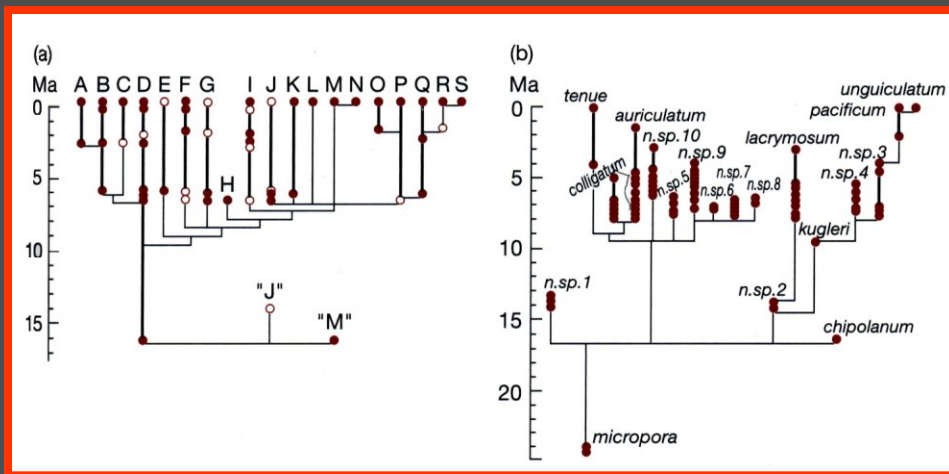 (a)
Ma A B C D E F G I J K L M N O P Q R S
0
5
H
10
"J"
15
"M"
(b)
Ma
unguiculatum
tenue
pacificum
0
auriculatum
n.sp.10
lacrymosum
n.sp.9
n.sp.3
n.sp.7
n.sp.4
5
colligatum
n.sp.5
n.sp.6
n.sp.8
kugleri
10
n.sp.1
n.sp.2
15
chipolanum
20
micropora